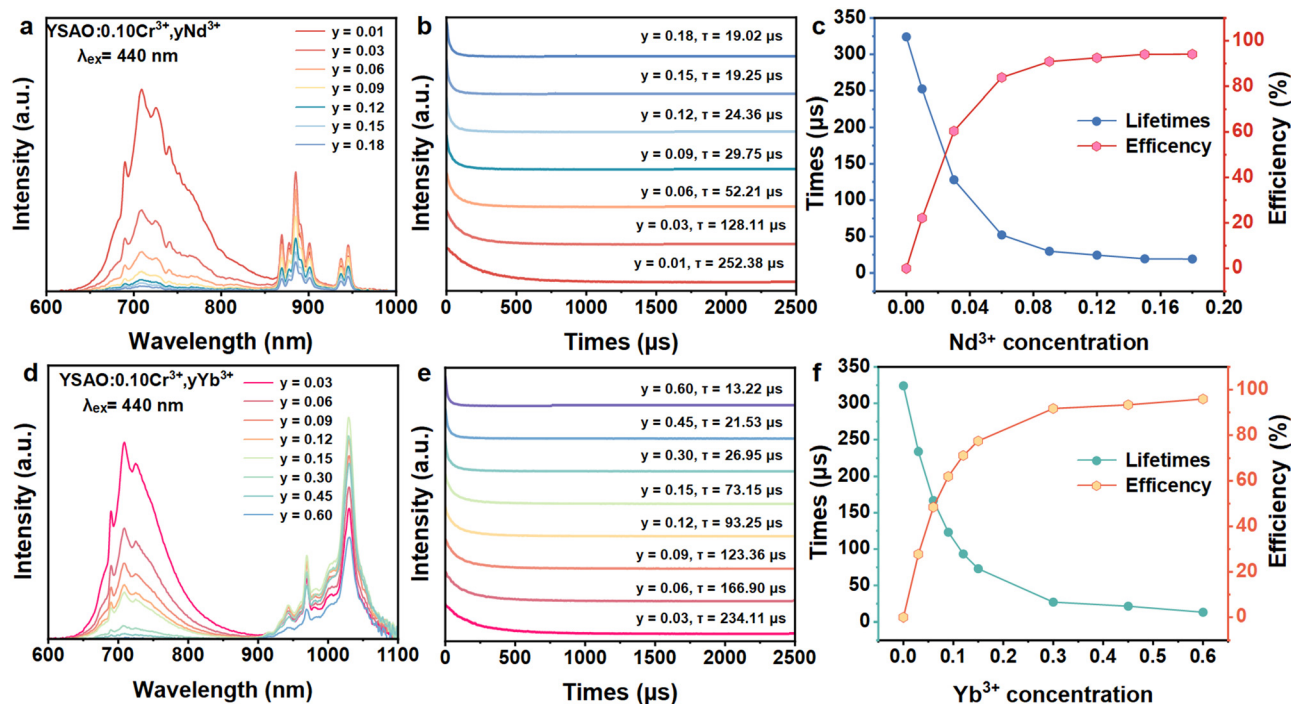 a
YSAO:0.10Cr³⁺,yNd³⁺
λex= 440 nm
y = 0.01
y = 0.03
y = 0.06
y = 0.09
y = 0.12
y = 0.15
y = 0.18
Intensity (a.u.)
600 700 800 900 1000
Wavelength (nm)
b
y = 0.18, τ = 19.02 μs
y = 0.15, τ = 19.25 μs
y = 0.12, τ = 24.36 μs
y = 0.09, τ = 29.75 μs
y = 0.06, τ = 52.21 μs
y = 0.03, τ = 128.11 μs
y = 0.01, τ = 252.38 μs
Intensity (a.u.)
0 500 1000 1500 2000 2500
Times (μs)
c
350
300
250
200
150
100
50
0
Times (μs)
Lifetimes
Efficency
100
80
60
40
20
0
Efficiency (%)
0.00 0.04 0.08 0.12 0.16 0.20
Nd³⁺ concentration
d
YSAO:0.10Cr³⁺,yYb³⁺
λex= 440 nm
y = 0.03
y = 0.06
y = 0.09
y = 0.12
y = 0.15
y = 0.30
y = 0.45
y = 0.60
Intensity (a.u.)
600 700 800 900 1000 1100
Wavelength (nm)
e
y = 0.60, τ = 13.22 μs
y = 0.45, τ = 21.53 μs
y = 0.30, τ = 26.95 μs
y = 0.15, τ = 73.15 μs
y = 0.12, τ = 93.25 μs
y = 0.09, τ = 123.36 μs
y = 0.06, τ = 166.90 μs
y = 0.03, τ = 234.11 μs
Intensity (a.u.)
0 500 1000 1500 2000 2500
Times (μs)
f
350
300
250
200
150
100
50
0
Times (μs)
Lifetimes
Efficency
100
80
60
40
20
0
Efficiency (%)
0.0 0.1 0.2 0.3 0.4 0.5 0.6
Yb³⁺ concentration